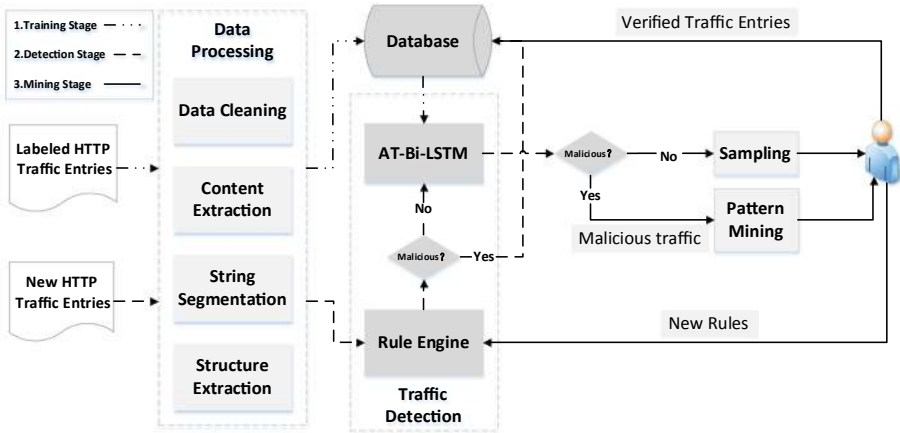 1.Training Stage
2.Detection Stage
3.Mining Stage
Data
Processing
Data Cleaning
Content
Extraction
String
Segmentation
Structure
Extraction
Labeled HTTP
Traffic Entries
New HTTP
Traffic Entries
Database
AT-Bi-LSTM
No
Malicious?
Yes
Rule Engine
Traffic
Detection
Verified Traffic Entries
Malicious?
No
Sampling
Yes
Malicious traffic
Pattern
Mining
New Rules